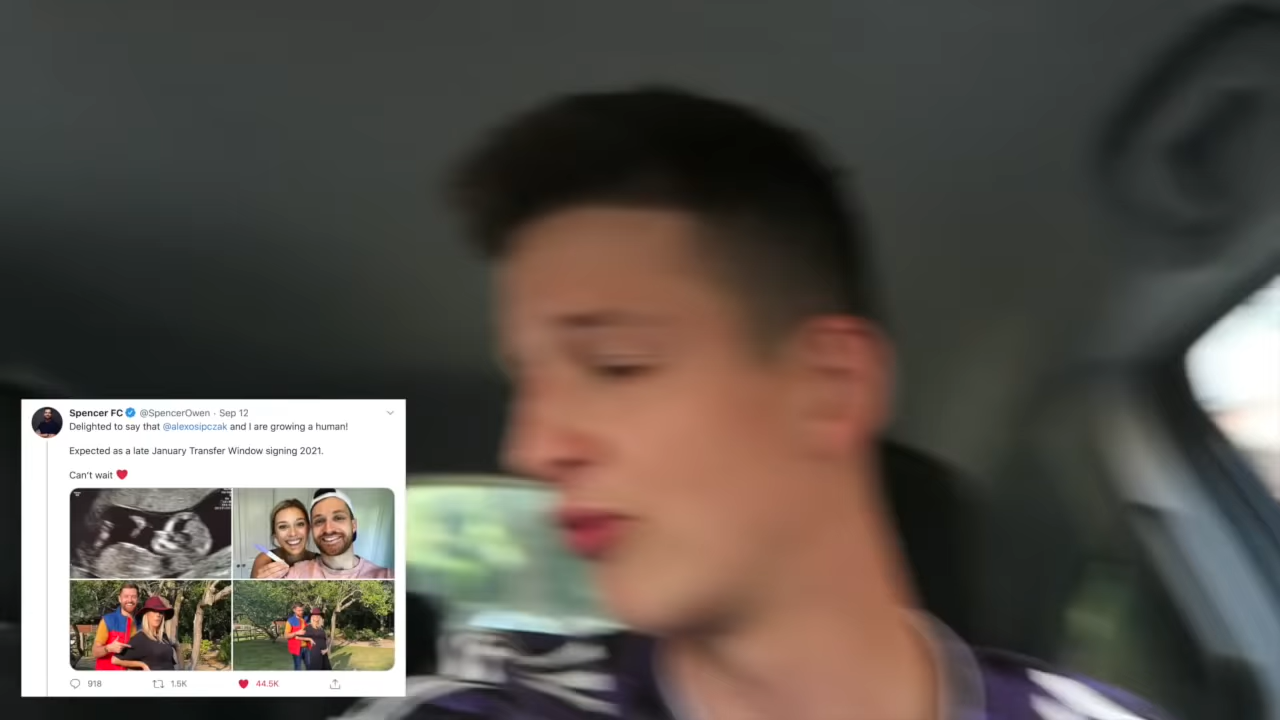 Spencer FC @SpencerOwen · Sep 12
Delighted to say that @alexosipczak and I are growing a human!
Expected as a late January Transfer Window signing 2021.
Can't wait ❤️
918 1.5K 44.5K